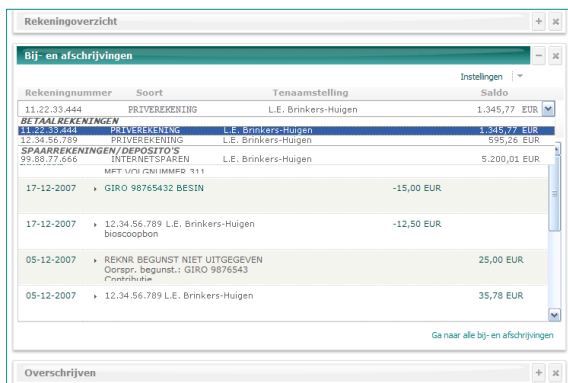 Rekeningoverzicht
Bij- en afschrijvingen
Instellingen
Rekeningnummer Soort Tenaamstelling Saldo
11.22.33.444 PRIVEREKENING L.E. Brinkers-Huigen 1.345,77 EUR
BETAALREKENINGEN
11.22.33.444 PRIVEREKENING L.E. Brinkers-Huigen 1.345,77 EUR
12.34.56.789 PRIVEREKENING L.E. Brinkers-Huigen 595,26 EUR
SPAARREKENINGEN/DEPOSITO'S
99.88.77.666 INTERNETSPAREN L.E. Brinkers-Huigen 5.200,01 EUR
MET VOLGNUMMER 311
17-12-2007 GIRO 98765432 BESIN -15,00 EUR
17-12-2007 12.34.56.789 L.E. Brinkers-Huigen -12,50 EUR
bioscoopbon
05-12-2007 REKNR BEGUNST NIET UITGEGEVEN 25,00 EUR
Oorspr. begunst.: GIRO 9876543
Contributie
05-12-2007 12.34.56.789 L.E. Brinkers-Huigen 35,78 EUR
Ga naar alle bij- en afschrijvingen
Overschrijven